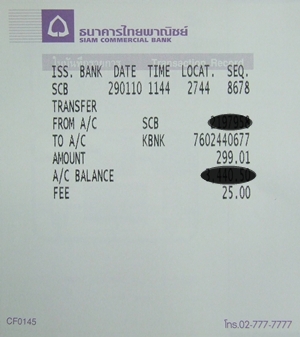 ธนาคารไทยพาณิชย์
SIAM COMMERCIAL BANK
Transaction Record
ISS. BANK DATE TIME LOCAT. SEQ.
SCB 290110 1144 2744 8678
TRANSFER
FROM A/C SCB
TO A/C KBNK 7602440677
AMOUNT 299.01
A/C BALANCE
FEE 25.00
CF0145
โทร.02-777-7777